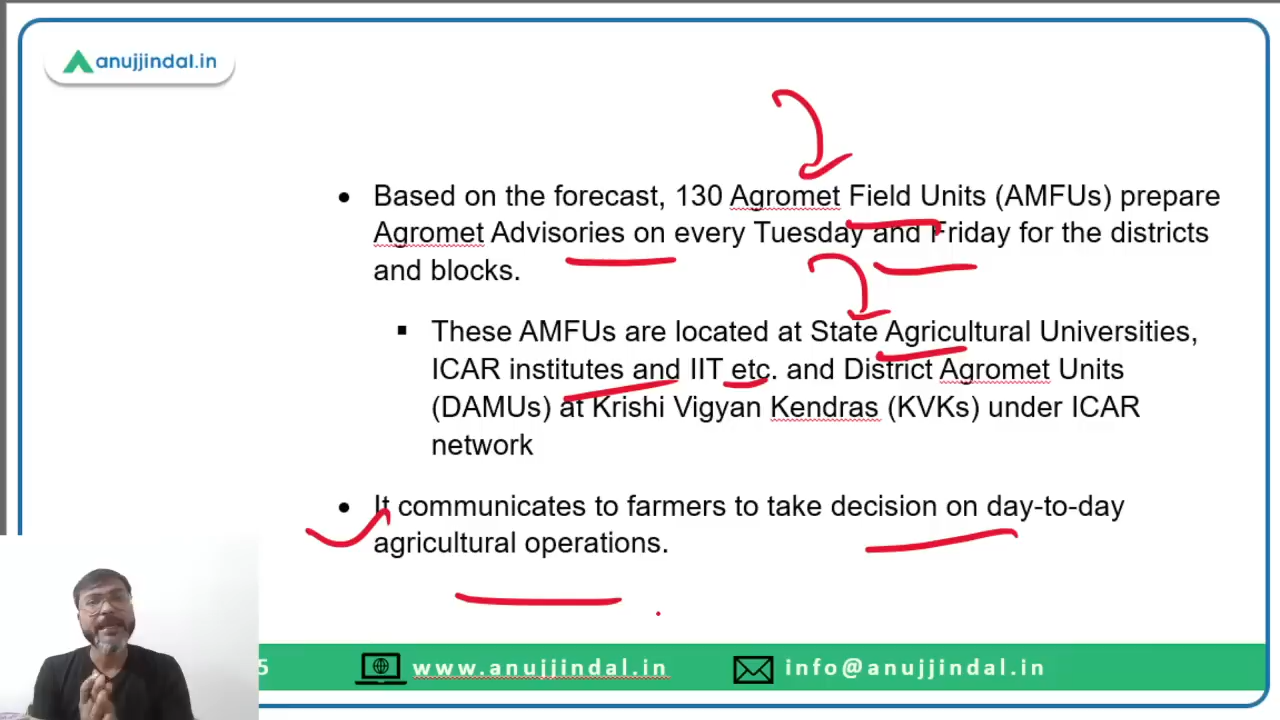 anujjindal.in
• Based on the forecast, 130 Agromet Field Units (AMFUs) prepare
Agromet Advisories on every Tuesday and Friday for the districts
and blocks.
▪ These AMFUs are located at State Agricultural Universities,
ICAR institutes and IIT etc. and District Agromet Units
(DAMUs) at Krishi Vigyan Kendras (KVKs) under ICAR
network
• It communicates to farmers to take decision on day-to-day
agricultural operations.
5 www.anujjindal.in info@anujjindal.in